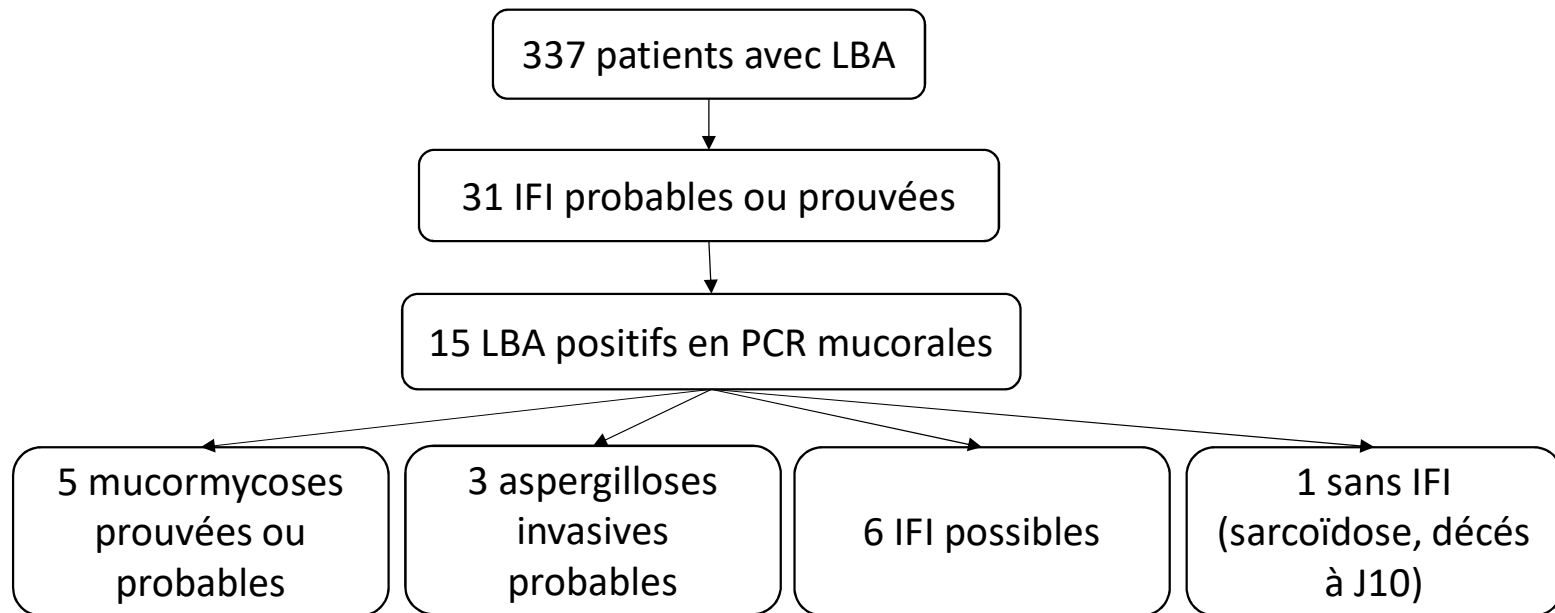 337 patients avec LBA
31 IFI probables ou prouvées
15 LBA positifs en PCR mucorales
5 mucormycoses
prouvées ou
probables
3 aspergilloses
invasives
probables
6 IFI possibles
1 sans IFI
(sarcoïdose, décés
à J10)